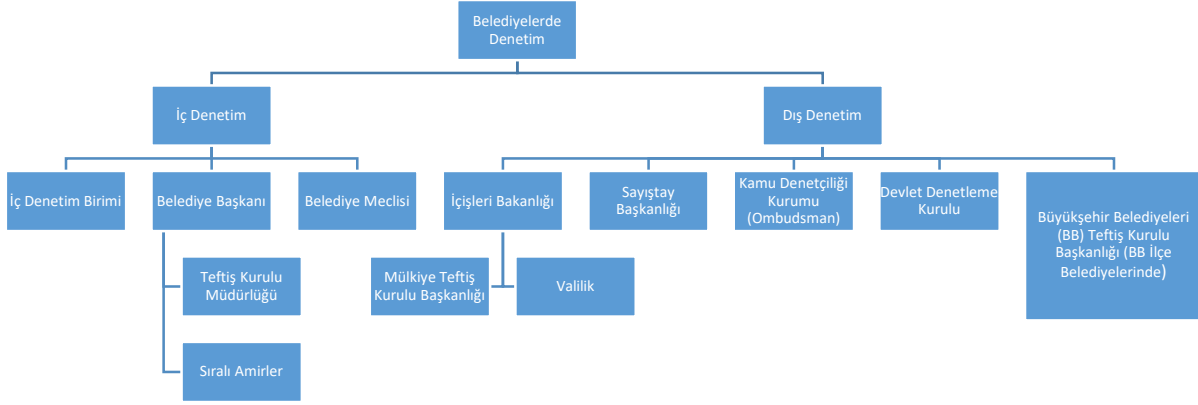 Belediyelerde
Denetim
İç Denetim
Dış Denetim
İç Denetim Birimi
Belediye Başkanı
Belediye Meclisi
İçişleri Bakanlığı
Sayıştay
Başkanlığı
Kamu Denetçiliği
Kurumu
(Ombudsman)
Devlet Denetleme
Kurulu
Büyükşehir Belediyeleri
(BB) Teftiş Kurulu
Başkanlığı (BB İlçe
Belediyelerinde)
Teftiş Kurulu
Müdürlüğü
Mülkiye Teftiş
Kurulu Başkanlığı
Valilik
Sıralı Amirler